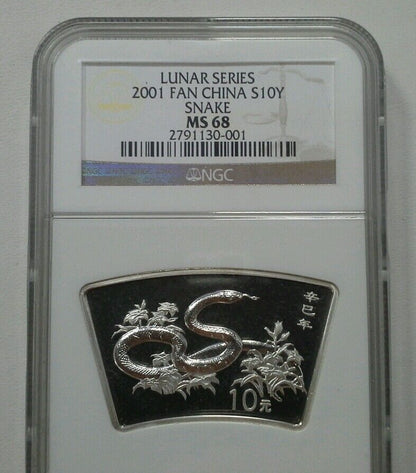 LUNAR SERIES
2001 FAN CHINA S10Y
SNAKE
MS 68
2791130-001
NGC
辛巳年
10元